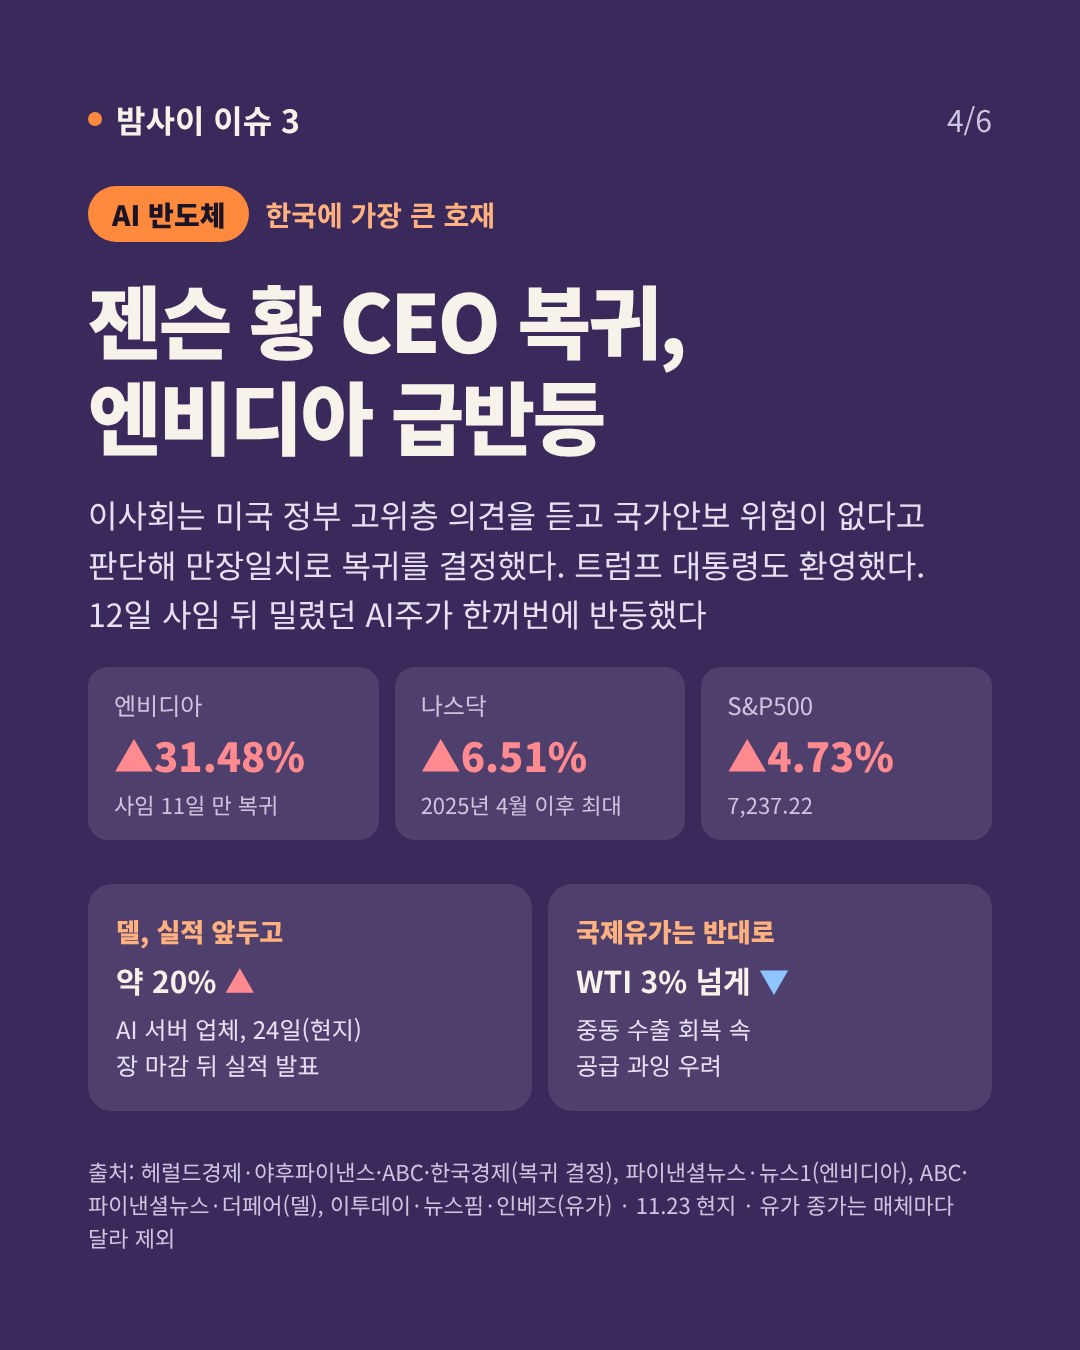 밤사이 이슈 3
4/6
AI 반도체
한국에 가장 큰 호재
젠슨 황 CEO 복귀,
엔비디아 급반등
이사회는 미국 정부 고위층 의견을 듣고 국가안보 위험이 없다고
판단해 만장일치로 복귀를 결정했다. 트럼프 대통령도 환영했다.
12일 사임 뒤 밀렸던 AI주가 한꺼번에 반등했다
엔비디아
▲31.48%
사임 11일 만 복귀
나스닥
▲6.51%
2025년 4월 이후 최대
S&P500
▲4.73%
7,237.22
델, 실적 앞두고
약 20% ▲
AI 서버 업체, 24일(현지)
장 마감 뒤 실적 발표
국제유가는 반대로
WTI 3% 넘게 ▼
중동 수출 회복 속
공급 과잉 우려
출처: 헤럴드경제·야후파이낸스·ABC·한국경제(복귀 결정), 파이낸셜뉴스·뉴스1(엔비디아), ABC·
파이낸셜뉴스·더페어(델), 이투데이·뉴스핌·인베즈(유가) · 11.23 현지 · 유가 종가는 매체마다
달라 제외